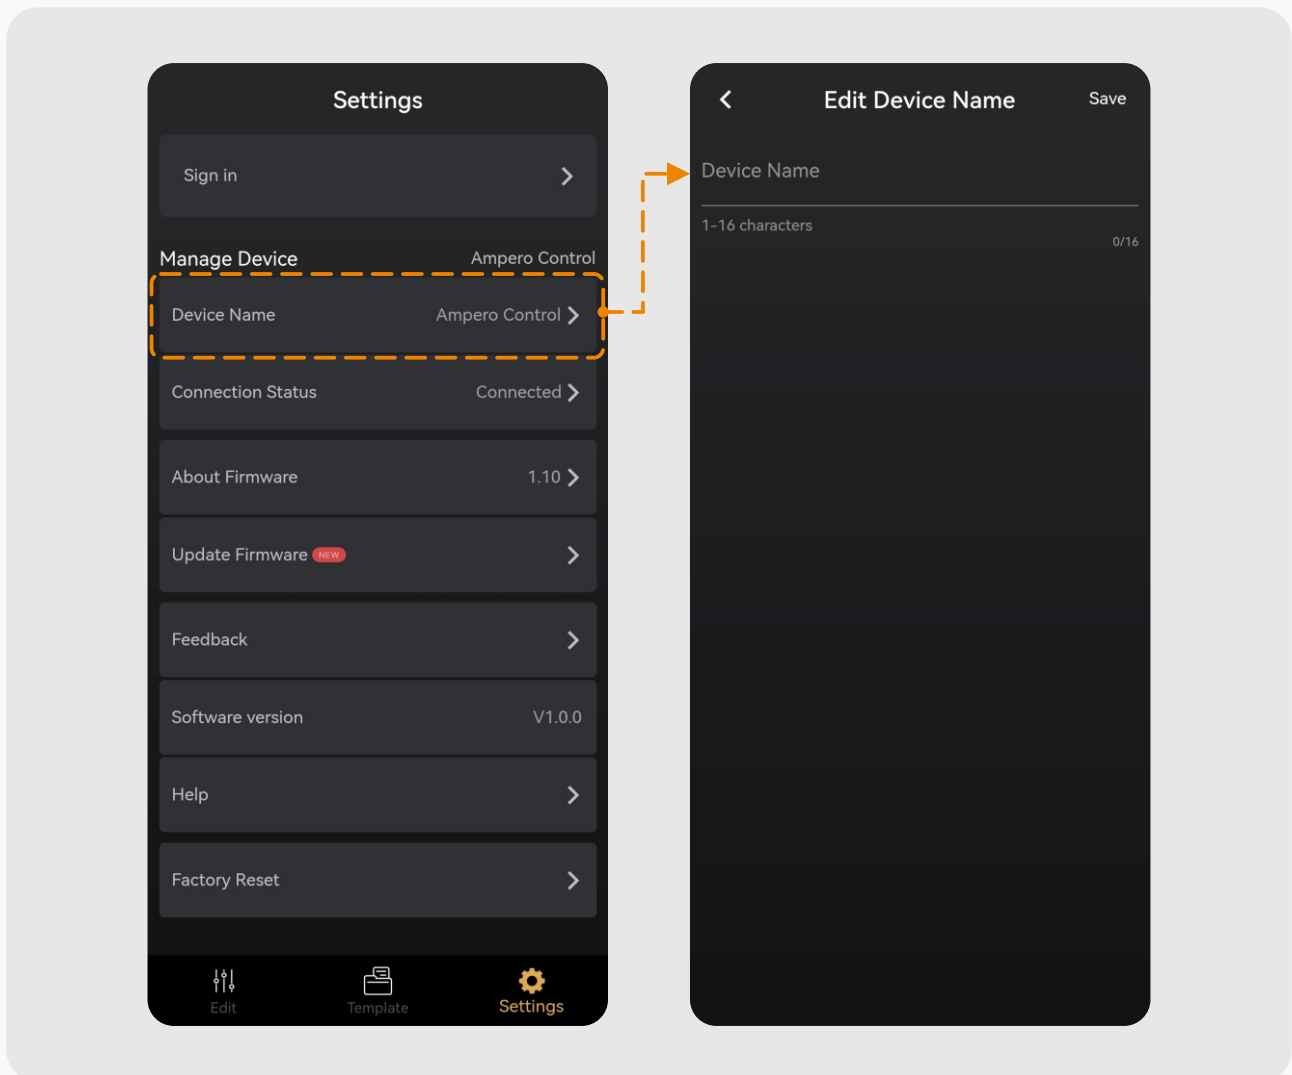 Settings
Sign in
Manage Device Ampero Control
Device Name Ampero Control
Connection Status Connected
About Firmware 1.10
Update Firmware NEW
Feedback
Software version V1.0.0
Help
Factory Reset
Edit Template Settings
Edit Device Name Save
Device Name
1-16 characters
0/16